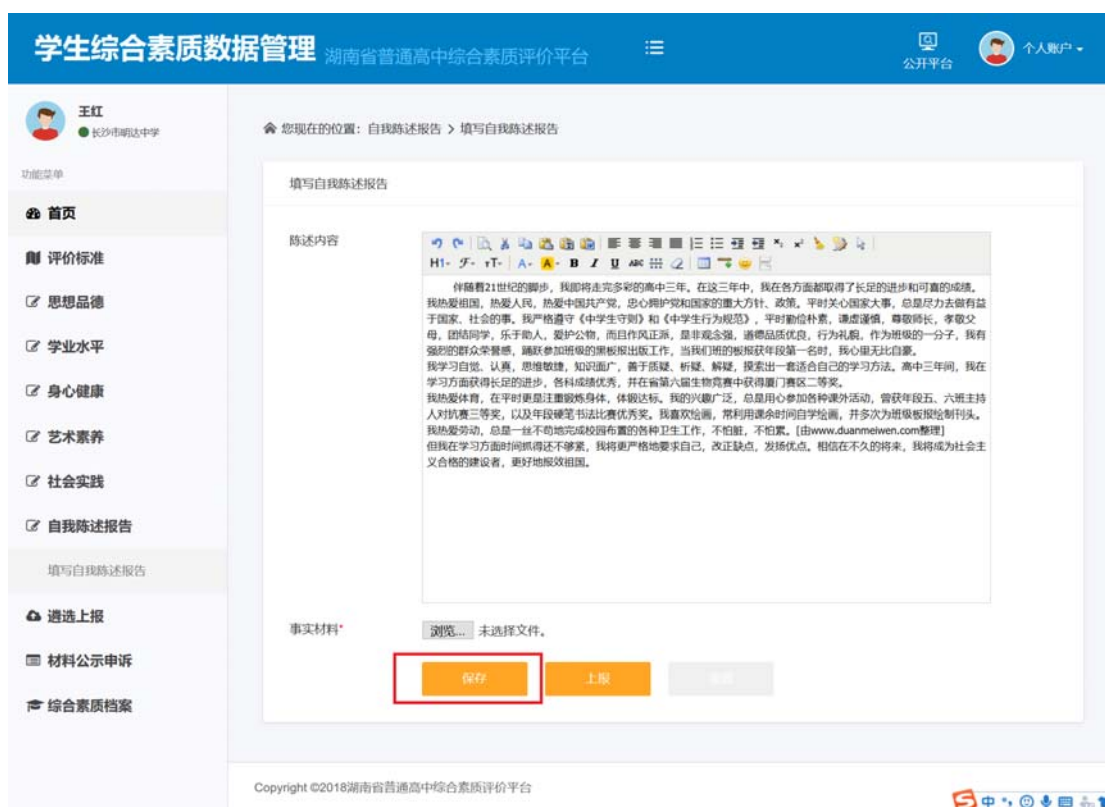 学生综合素质数据管理 湖南省普通高中综合素质评价平台
公开平台
个人账户
王红
长沙市明达中学
功能菜单
首页
评价标准
思想品德
学业水平
身心健康
艺术素养
社会实践
自我陈述报告
填写自我陈述报告
遴选上报
材料公示申诉
综合素质档案
您现在的位置：自我陈述报告 > 填写自我陈述报告
填写自我陈述报告
陈述内容
H1 F T A A B I U ABC
伴随着21世纪的脚步，我即将走完多彩的高中三年。在这三年中，我在各方面都取得了长足的进步和可喜的成绩。
我热爱祖国，热爱人民，热爱中国共产党，忠心拥护党和国家的重大方针、政策。平时关心国家大事，总是尽力去做有益
于国家、社会的事。我严格遵守《中学生守则》和《中学生行为规范》，平时勤俭朴素，谦虚谨慎，尊敬师长，孝敬父
母，团结同学，乐于助人，爱护公物，而且作风正派，是非观念强，道德品质优良，行为礼貌，作为班级的一分子，我有
强烈的群众荣誉感，踊跃参加班级的黑板报出版工作，当我们班的板报获年段第一名时，我心里无比自豪。
我学习自觉、认真，思维敏捷，知识面广，善于质疑、析疑、解疑，摸索出一套适合自己的学习方法。高中三年间，我在
学习方面获得长足的进步，各科成绩优秀，并在省第六届生物竞赛中获得厦门赛区二等奖。
我热爱体育，在平时更是注重锻炼身体，体锻达标。我的兴趣广泛，总是用心参加各种课外活动，曾获年段五、六班主持
人对抗赛三等奖，以及年段硬笔书法比赛优秀奖。我喜欢绘画，常利用课余时间自学绘画，并多次为班级板报绘制刊头。
我热爱劳动，总是一丝不苟地完成校园布置的各种卫生工作，不怕脏，不怕累。[由www.duanmeiwen.com整理]
但我在学习方面时间抓得还不够紧，我将更严格地要求自己，改正缺点，发扬优点。相信在不久的将来，我将成为社会主
义合格的建设者，更好地报效祖国。
事实材料*
浏览... 未选择文件。
保存
上报
Copyright ©2018湖南省普通高中综合素质评价平台
中